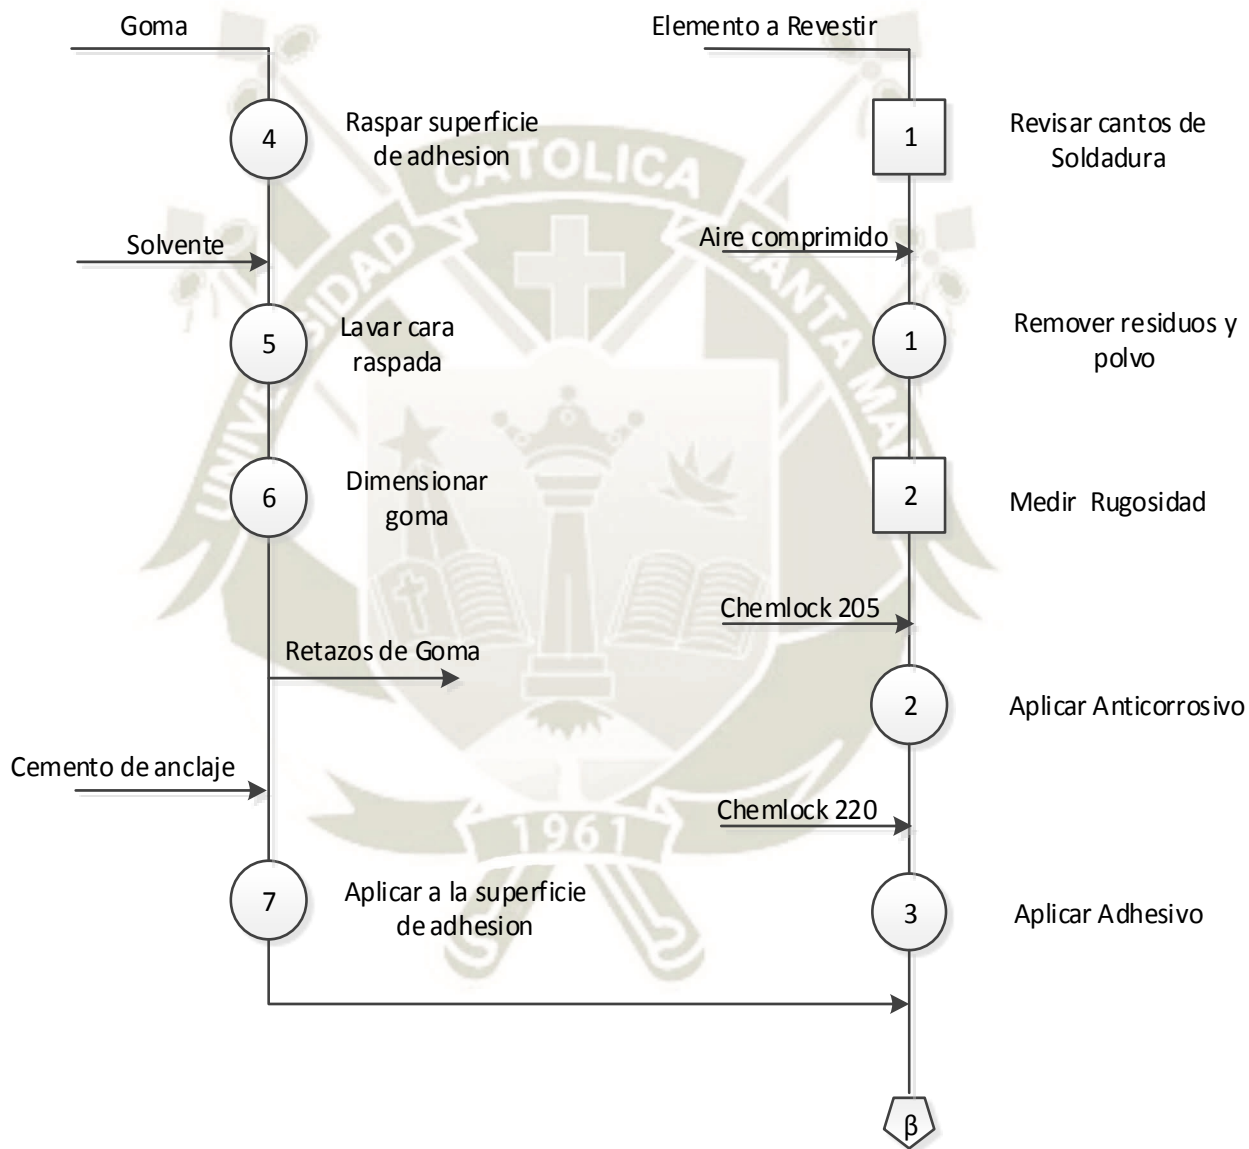 Goma
4
Raspar superficie
de adhesion
Solvente
5
Lavar cara
raspada
6
Dimensionar
goma
Retazos de Goma
Cemento de anclaje
7
Aplicar a la superficie
de adhesion
Elemento a Revestir
1
Revisar cantos de
Soldadura
Aire comprimido
1
Remover residuos y
polvo
2
Medir Rugosidad
Chemlock 205
2
Aplicar Anticorrosivo
Chemlock 220
3
Aplicar Adhesivo
β
CATOLICA
SANTA MA
1961